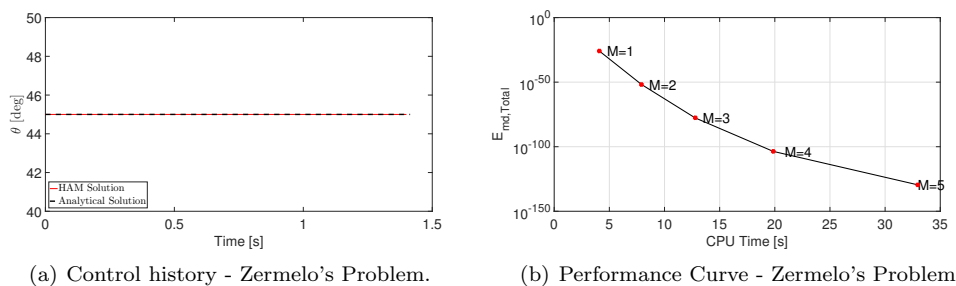 50
48
46
44
42
40
θ [deg]
HAM Solution
Analytical Solution
0
0.5
1
1.5
Time [s]
(a) Control history - Zermelo's Problem.
10^0
10^-50
10^-100
10^-150
E_md,Total
M=1
M=2
M=3
M=4
M=5
0
5
10
15
20
25
30
35
CPU Time [s]
(b) Performance Curve - Zermelo's Problem